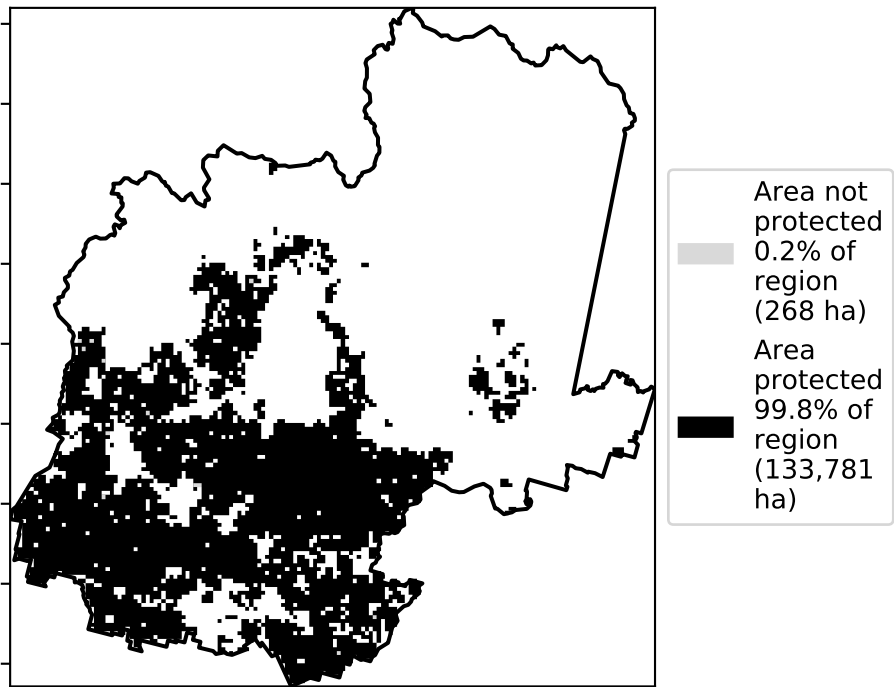 Area not
protected
0.2% of
region
(268 ha)
Area
protected
99.8% of
region
(133,781
ha)